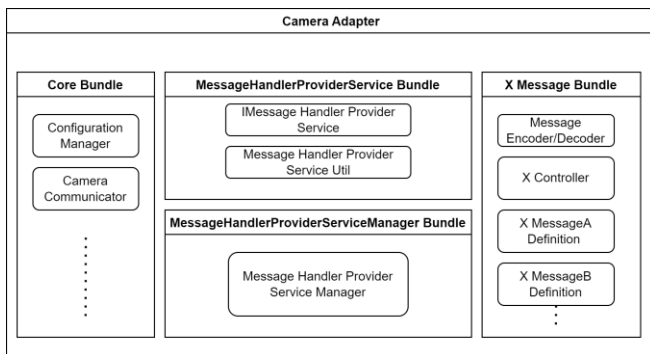 Camera Adapter
Core Bundle
Configuration
Manager
Camera
Communicator
MessageHandlerProviderService Bundle
IMessage Handler Provider
Service
Message Handler Provider
Service Util
MessageHandlerProviderServiceManager Bundle
Message Handler Provider
Service Manager
X Message Bundle
Message
Encoder/Decoder
X Controller
X MessageA
Definition
X MessageB
Definition